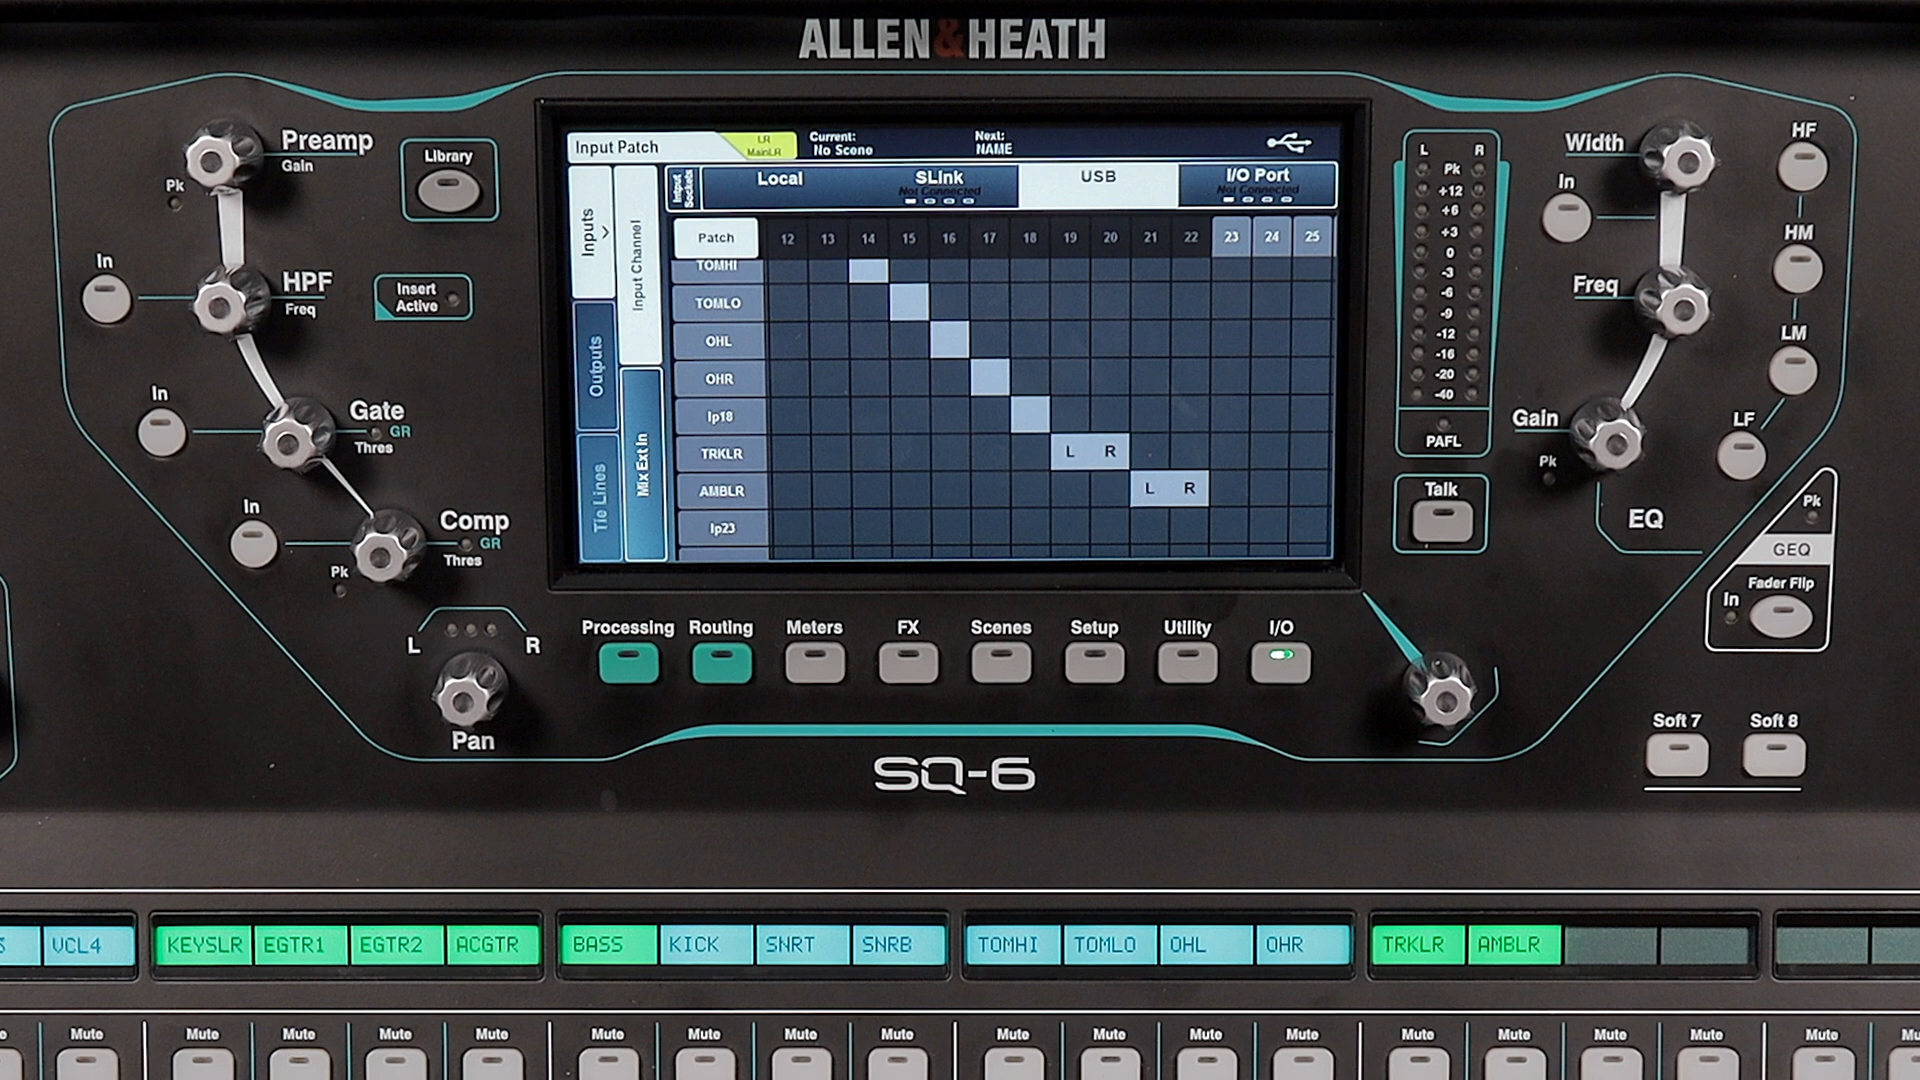 ALLEN&HEATH
Preamp
Gain
Pk
Library
In
HPF
Freq
Insert
Active
In
Gate
GR
Thres
In
Comp
GR
Thres
Pk
L R
Pan
Input Patch
LR
MainLR
Current:
No Scene
Next:
NAME
Inputs
Outputs
Tie Lines
Input Channel
Mix Ext In
Local
SLink
Not Connected
USB
I/O Port
Not Connected
Patch 12 13 14 15 16 17 18 19 20 21 22 23 24 25
TOMHI
TOMLO
OHL
OHR
Ip18
TRKLR L R
AMBLR L R
Ip23
L R
Pk
+12
+6
+3
0
-3
-6
-9
-12
-16
-20
-40
PAFL
Talk
Width
In
Freq
Gain
Pk
HF
HM
LM
LF
EQ
Pk
GEQ
Fader Flip
In
Processing Routing Meters FX Scenes Setup Utility I/O
Soft 7 Soft 8
SQ-6
VCL4 KEYSLR EGTR1 EGTR2 ACGTR BASS KICK SNRT SNRB TOMHI TOMLO OHL OHR TRKLR AMBLR
Mute Mute Mute Mute Mute Mute Mute Mute Mute Mute Mute Mute Mute Mute Mute Mute Mute Mute